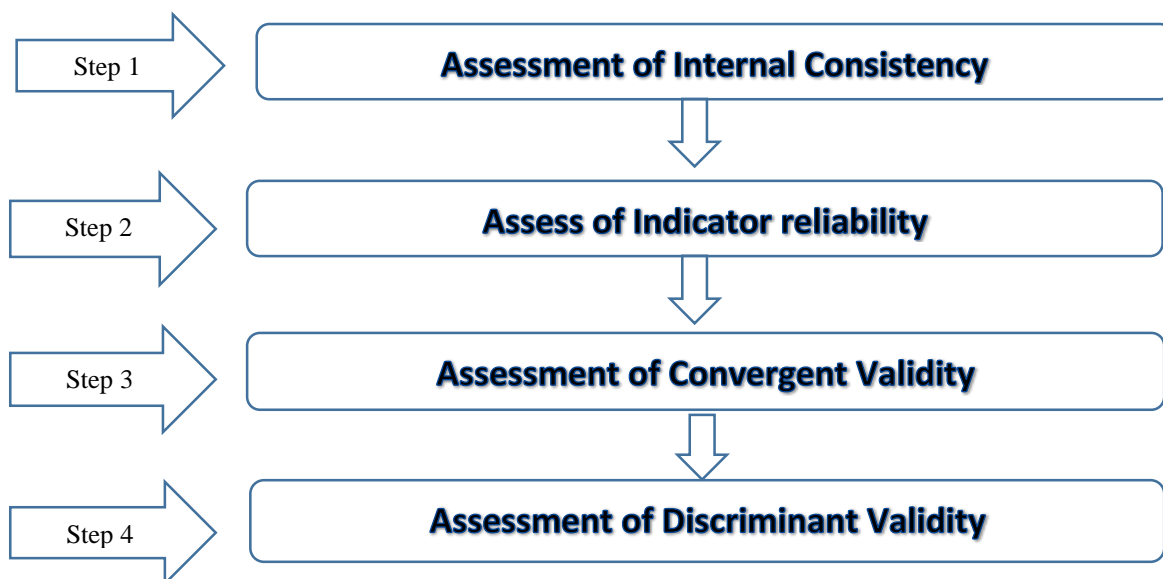 Step 1
Assessment of Internal Consistency
Step 2
Assess of Indicator reliability
Step 3
Assessment of Convergent Validity
Step 4
Assessment of Discriminant Validity